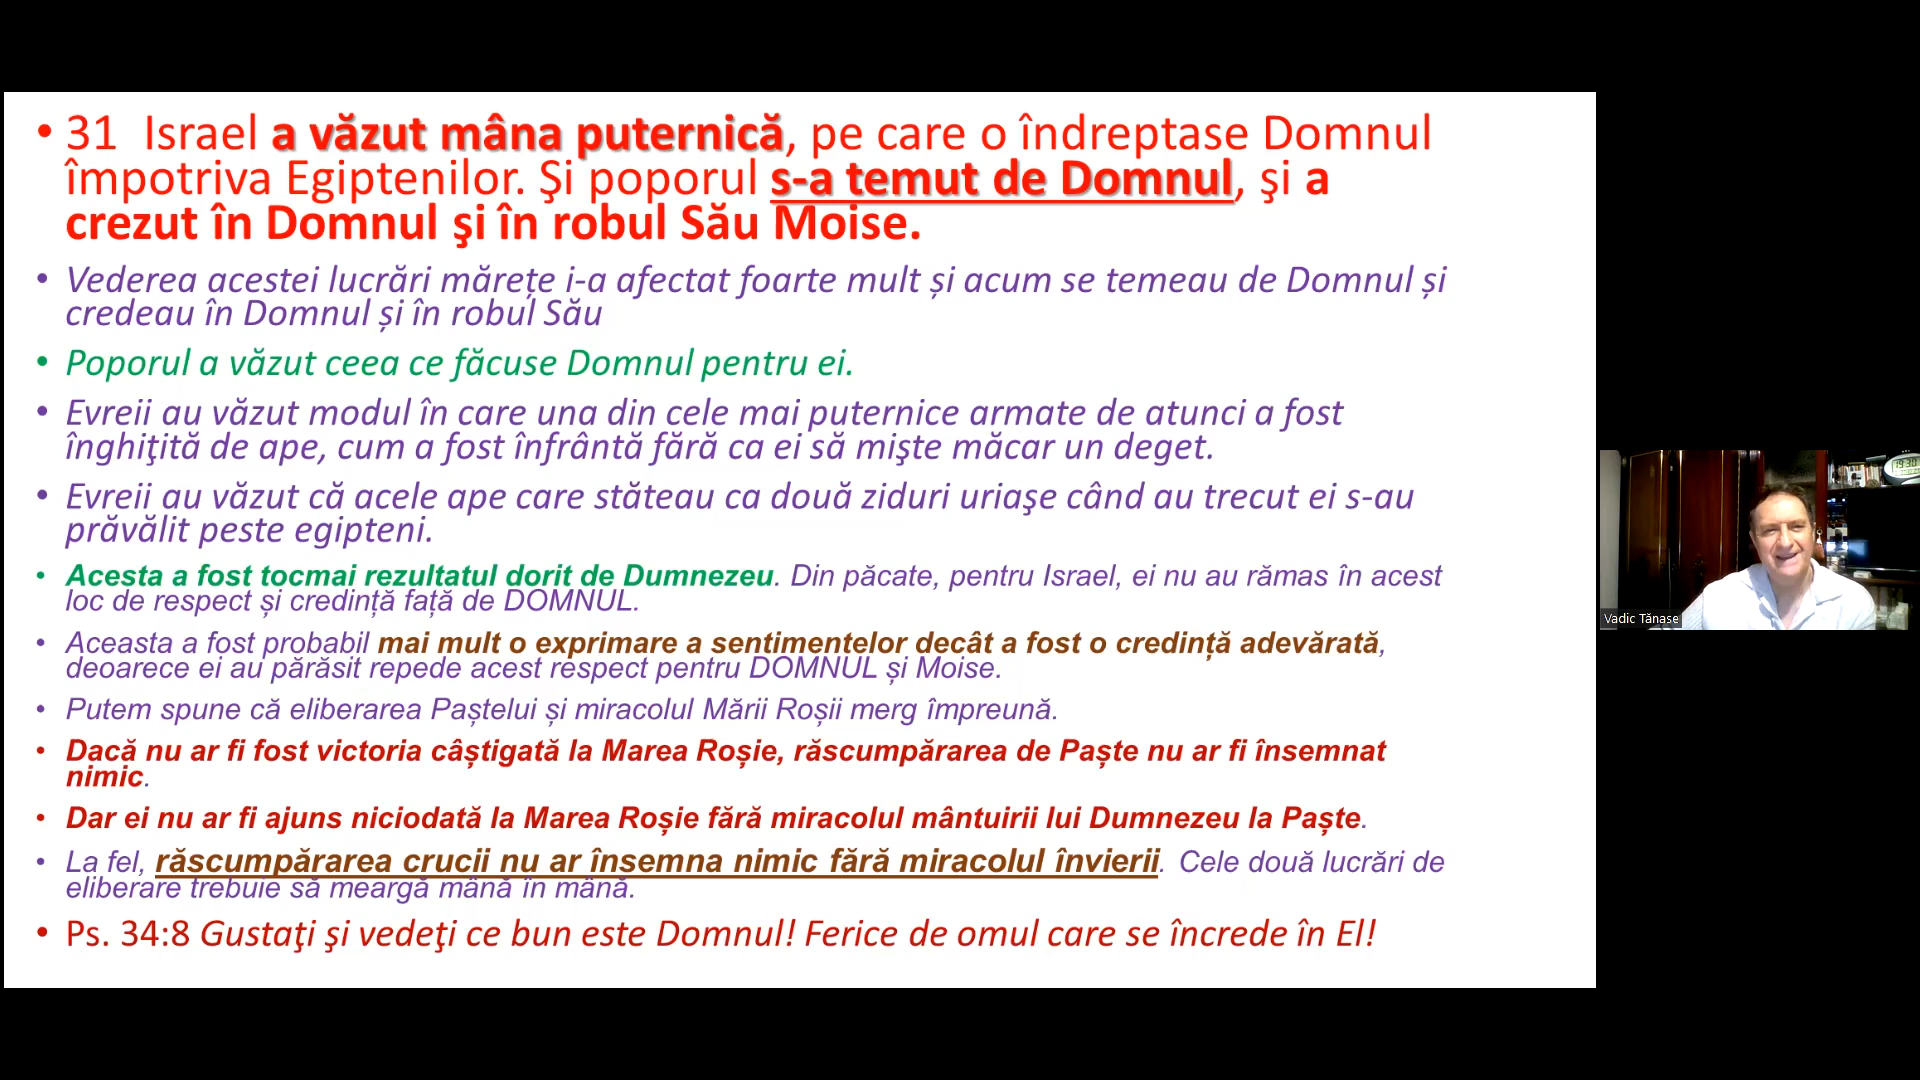 • 31 Israel a văzut mâna puternică, pe care o îndreptase Domnul
împotriva Egiptenilor. Şi poporul s-a temut de Domnul, şi a
crezut în Domnul şi în robul Său Moise.
• Vederea acestei lucrări mărețe i-a afectat foarte mult și acum se temeau de Domnul și
credeau în Domnul și în robul Său
• Poporul a văzut ceea ce făcuse Domnul pentru ei.
• Evreii au văzut modul în care una din cele mai puternice armate de atunci a fost
înghiţită de ape, cum a fost înfrântă fără ca ei să mişte măcar un deget.
• Evreii au văzut că acele ape care stăteau ca două ziduri uriaşe când au trecut ei s-au
prăvălit peste egipteni.
• Acesta a fost tocmai rezultatul dorit de Dumnezeu. Din păcate, pentru Israel, ei nu au rămas în acest
loc de respect și credință față de DOMNUL.
• Aceasta a fost probabil mai mult o exprimare a sentimentelor decât a fost o credință adevărată,
deoarece ei au părăsit repede acest respect pentru DOMNUL și Moise.
• Putem spune că eliberarea Paștelui și miracolul Mării Roșii merg împreună.
• Dacă nu ar fi fost victoria câștigată la Marea Roșie, răscumpărarea de Paște nu ar fi însemnat
nimic.
• Dar ei nu ar fi ajuns niciodată la Marea Roșie fără miracolul mântuirii lui Dumnezeu la Paște.
• La fel, răscumpărarea crucii nu ar însemna nimic fără miracolul învierii. Cele două lucrări de
eliberare trebuie să meargă mână în mână.
• Ps. 34:8 Gustaţi şi vedeţi ce bun este Domnul! Ferice de omul care se încrede în El!
19:30
Vadic Tănase